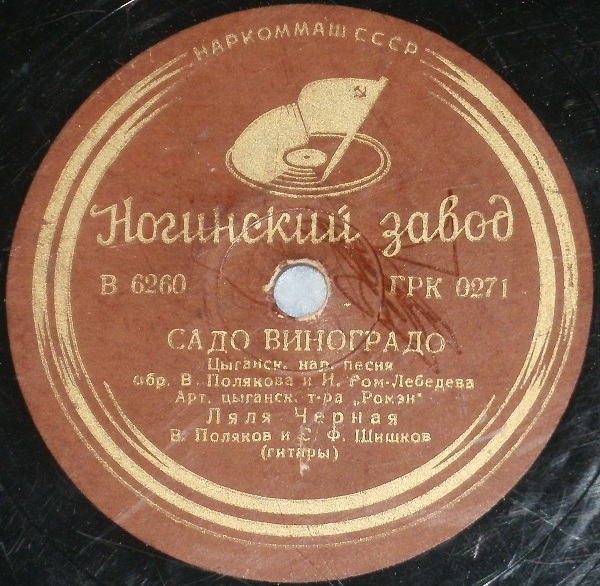 НАРКОММАШ СССР
Ногинский завод
В 6260 ГРК 0271
САДО ВИНОГРАДО
Цыганск. нар. песня
обр. В. Полякова и И. Ром-Лебедева
Арт. цыганск. т-ра „Ромэн"
Ляля Черная
В. Поляков и С. Ф. Шишков
(гитары)